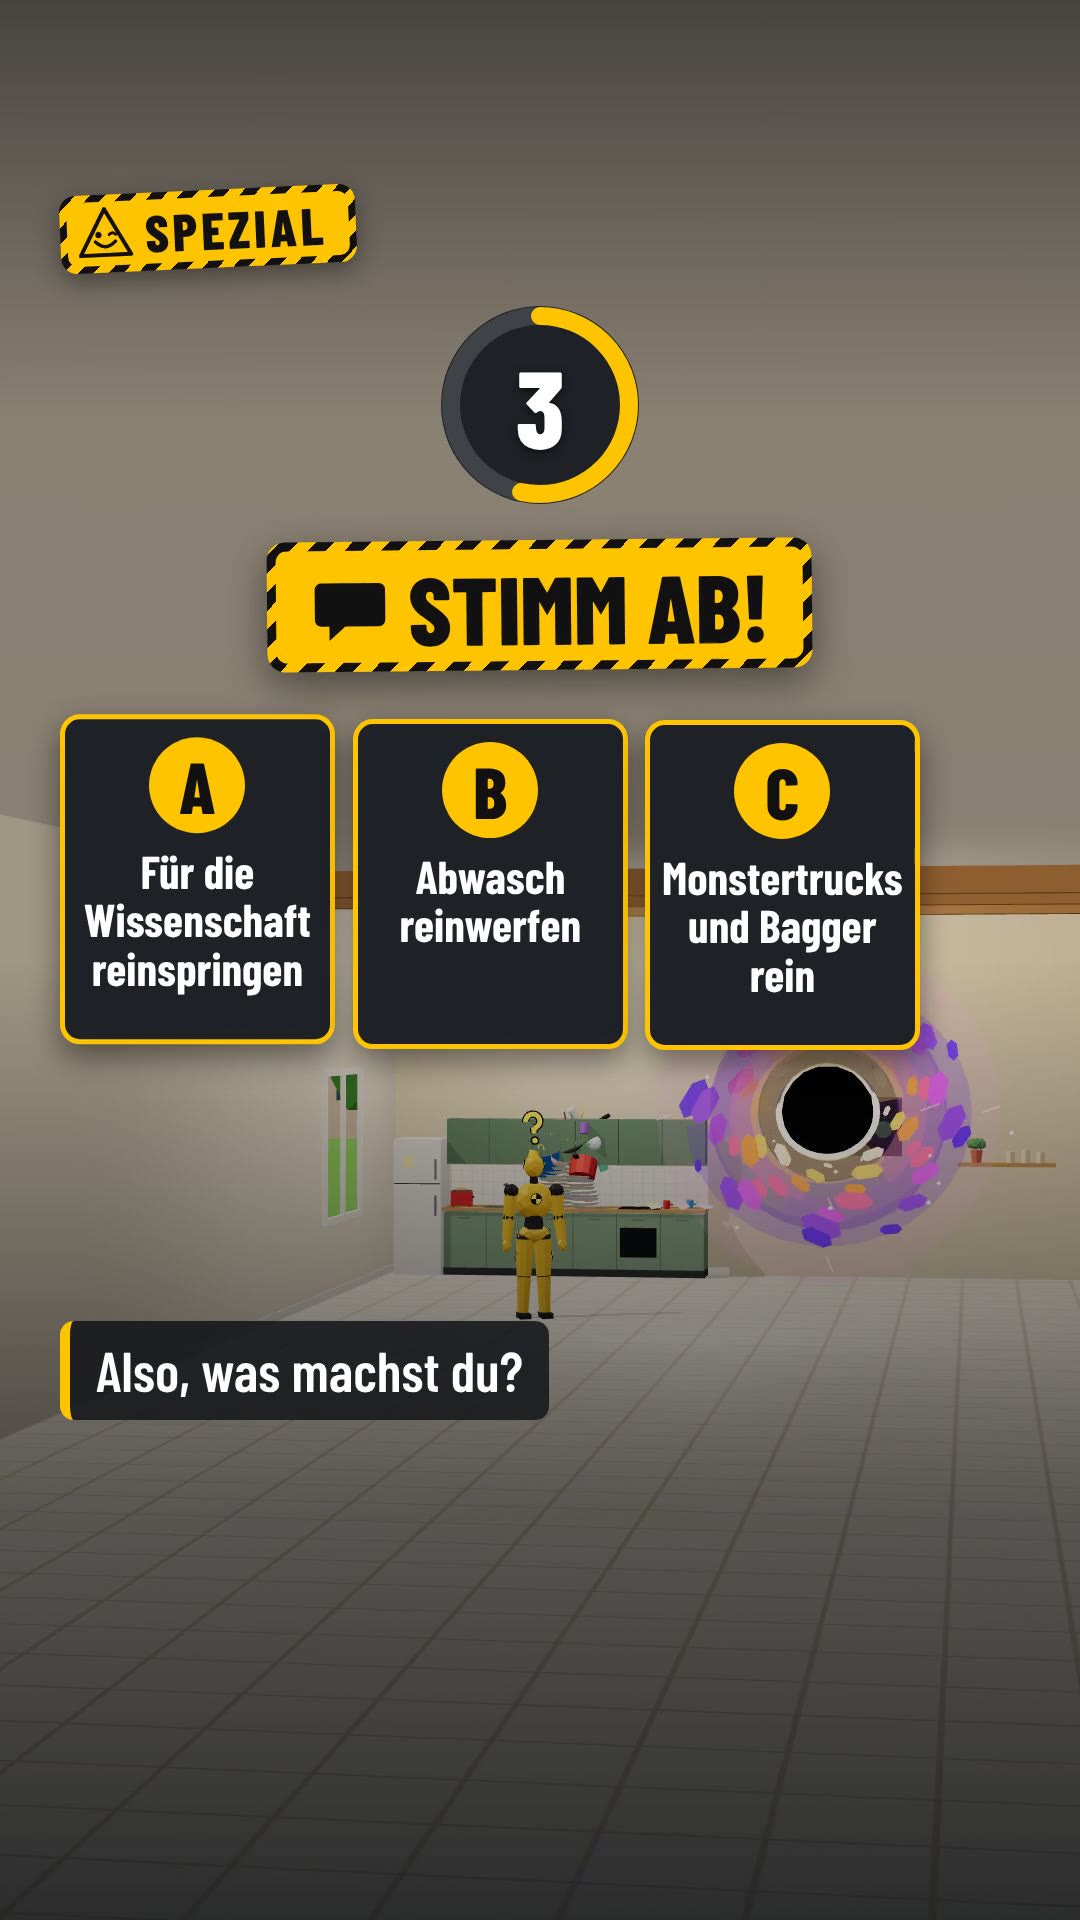 SPEZIAL
3
STIMM AB!
A
Für die
Wissenschaft
reinspringen
B
Abwasch
reinwerfen
C
Monstertrucks
und Bagger
rein
?
Also, was machst du?